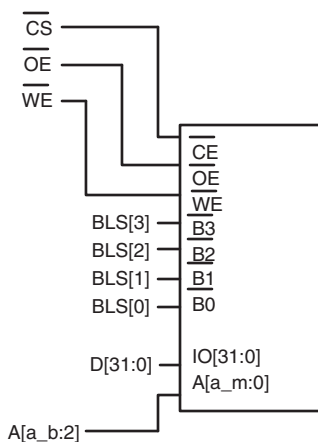 CS
OE
WE
CE
OE
WE
BLS[3] B3
BLS[2] B2
BLS[1] B1
BLS[0] B0
D[31:0] IO[31:0]
A[a_m:0]
A[a_b:2]